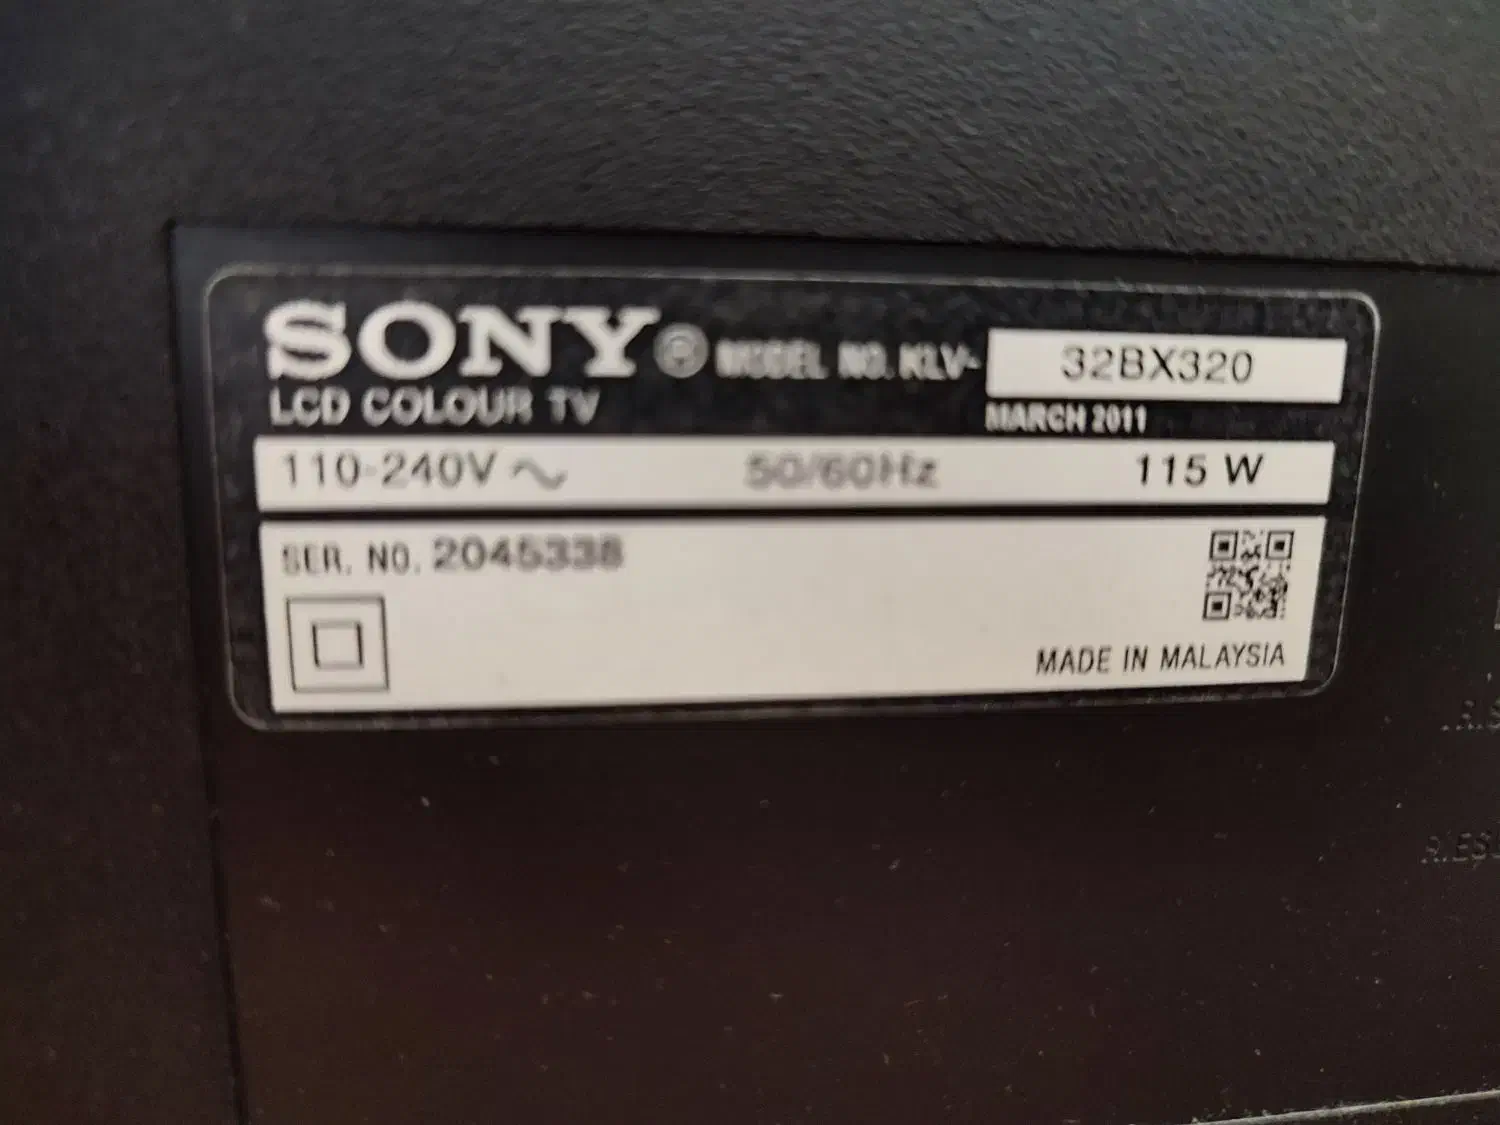 SONY® MODEL NO. KLV- 32BX320
LCD COLOUR TV MARCH 2011
110-240V ~ 50/60Hz 115 W
SER. NO. 2045338
MADE IN MALAYSIA